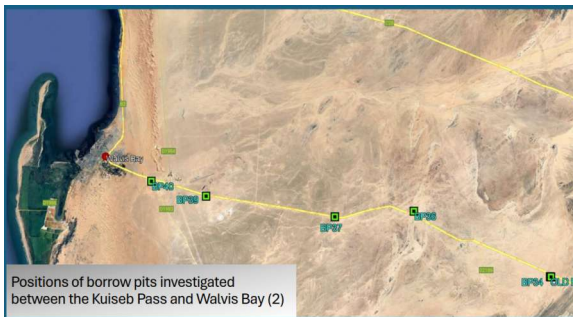 Walvis Bay
BP40
BP39
BP37
BP36
BP34
OLD
Positions of borrow pits investigated
between the Kuiseb Pass and Walvis Bay (2)